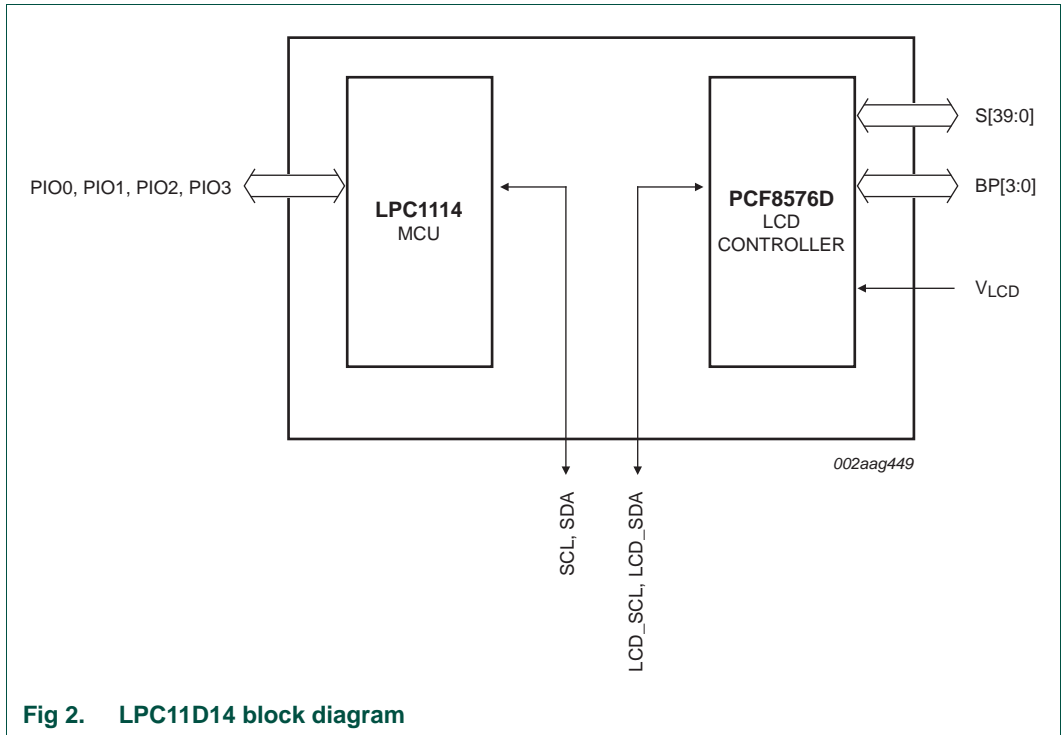 S[39:0]
PIO0, PIO1, PIO2, PIO3
LPC1114
MCU
PCF8576D
LCD
CONTROLLER
BP[3:0]
VLCD
002aag449
SCL, SDA
LCD_SCL, LCD_SDA
Fig 2. LPC11D14 block diagram